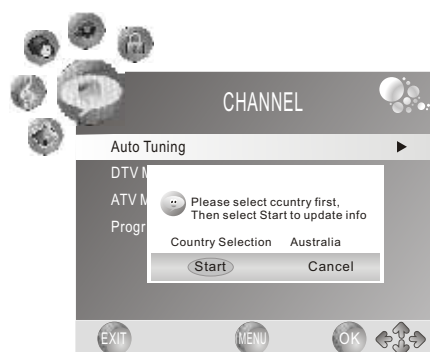 CHANNEL
Auto Tuning
DTV M
ATV M
Progr
Please select ccuntry first,
Then select Start to update info
Country Selection Australia
Start Cancel
EXIT MENU OK